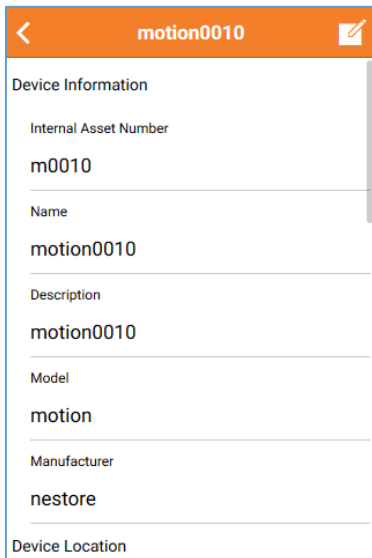 motion0010
Device Information
Internal Asset Number
m0010
Name
motion0010
Description
motion0010
Model
motion
Manufacturer
nestore
Device Location